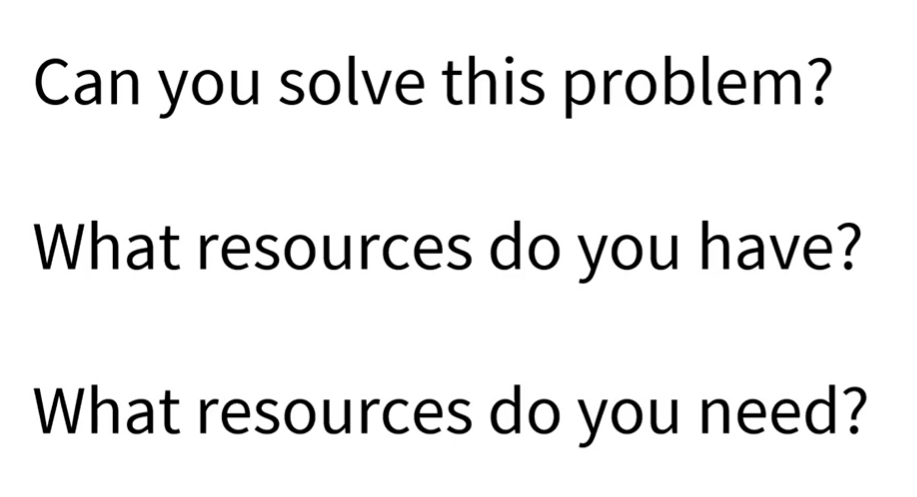 Can you solve this problem?
What resources do you have?
What resources do you need?